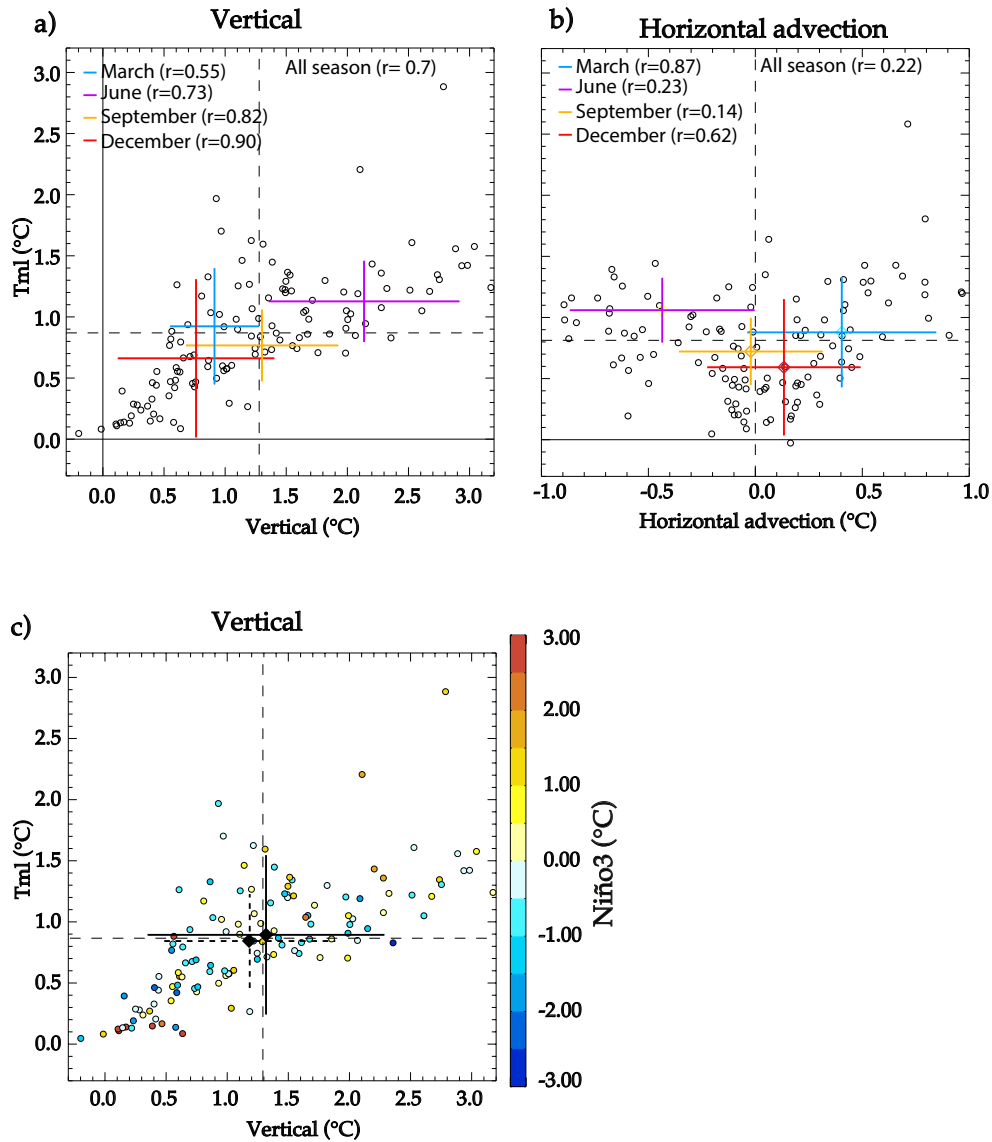 a)
Vertical
3.0
2.5
2.0
1.5
1.0
0.5
0.0
Tml (°C)
March (r=0.55)
June (r=0.73)
September (r=0.82)
December (r=0.90)
All season (r= 0.7)
0.0 0.5 1.0 1.5 2.0 2.5 3.0
Vertical (°C)
b)
Horizontal advection
March (r=0.87)
June (r=0.23)
September (r=0.14)
December (r=0.62)
All season (r= 0.22)
-1.0 -0.5 0.0 0.5 1.0
Horizontal advection (°C)
c)
Vertical
3.0
2.5
2.0
1.5
1.0
0.5
0.0
Tml (°C)
0.0 0.5 1.0 1.5 2.0 2.5 3.0
Vertical (°C)
3.00
2.00
1.00
0.00
-1.00
-2.00
-3.00
Niño3 (°C)